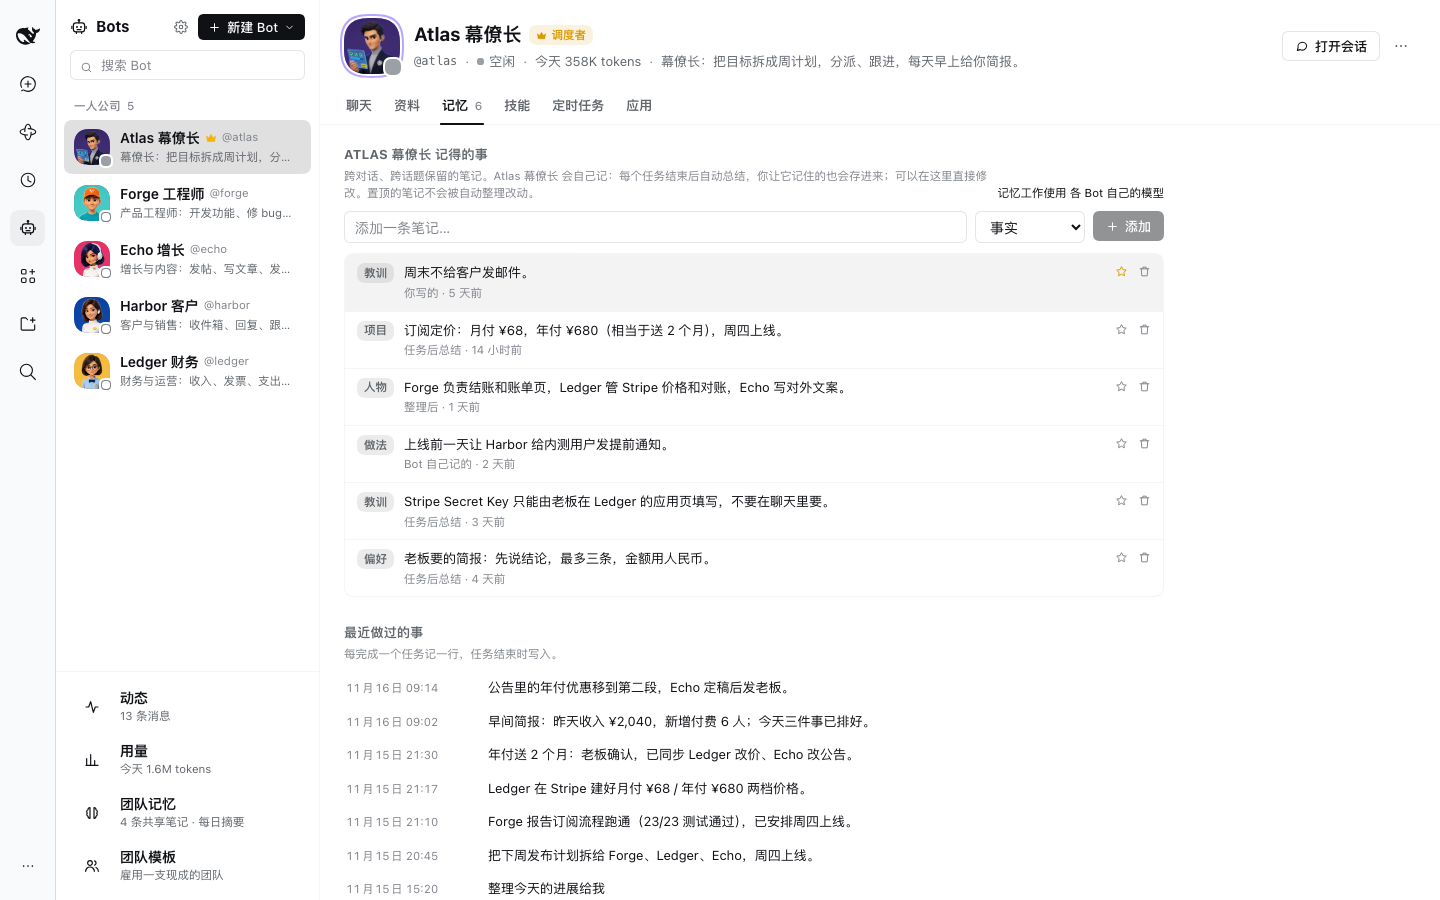 Bots
新建 Bot
搜索 Bot
一人公司 5
Atlas 幕僚长 @atlas
幕僚长：把目标拆成周计划，分...
Forge 工程师 @forge
产品工程师：开发功能、修 bug...
Echo 增长 @echo
增长与内容：发帖、写文章、发...
Harbor 客户 @harbor
客户与销售：收件箱、回复、跟...
Ledger 财务 @ledger
财务与运营：收入、发票、支出...
动态
13 条消息
用量
今天 1.6M tokens
团队记忆
4 条共享笔记 · 每日摘要
团队模板
雇用一支现成的团队
Atlas 幕僚长 调度者
@atlas · 空闲 · 今天 358K tokens · 幕僚长：把目标拆成周计划，分派、跟进，每天早上给你简报。
打开会话
聊天 资料 记忆 6 技能 定时任务 应用
ATLAS 幕僚长 记得的事
跨对话、跨话题保留的笔记。Atlas 幕僚长 会自己记：每个任务结束后自动总结，你让它记住的也会存进来；可以在这里直接修
改。置顶的笔记不会被自动整理改动。
记忆工作使用 各 Bot 自己的模型
添加一条笔记...
事实
添加
教训 周末不给客户发邮件。
你写的 · 5 天前
项目 订阅定价：月付 ¥68，年付 ¥680（相当于送 2 个月），周四上线。
任务后总结 · 14 小时前
人物 Forge 负责结账和账单页，Ledger 管 Stripe 价格和对账，Echo 写对外文案。
整理后 · 1 天前
做法 上线前一天让 Harbor 给内测用户发提前通知。
Bot 自己记的 · 2 天前
教训 Stripe Secret Key 只能由老板在 Ledger 的应用页填写，不要在聊天里要。
任务后总结 · 3 天前
偏好 老板要的简报：先说结论，最多三条，金额用人民币。
任务后总结 · 4 天前
最近做过的事
每完成一个任务记一行，任务结束时写入。
11月16日 09:14 公告里的年付优惠移到第二段，Echo 定稿后发老板。
11月16日 09:02 早间简报：昨天收入 ¥2,040，新增付费 6 人；今天三件事已排好。
11月15日 21:30 年付送 2 个月：老板确认，已同步 Ledger 改价、Echo 改公告。
11月15日 21:17 Ledger 在 Stripe 建好月付 ¥68 / 年付 ¥680 两档价格。
11月15日 21:10 Forge 报告订阅流程跑通（23/23 测试通过），已安排周四上线。
11月15日 20:45 把下周发布计划拆给 Forge、Ledger、Echo，周四上线。
11月15日 15:20 整理今天的进展给我